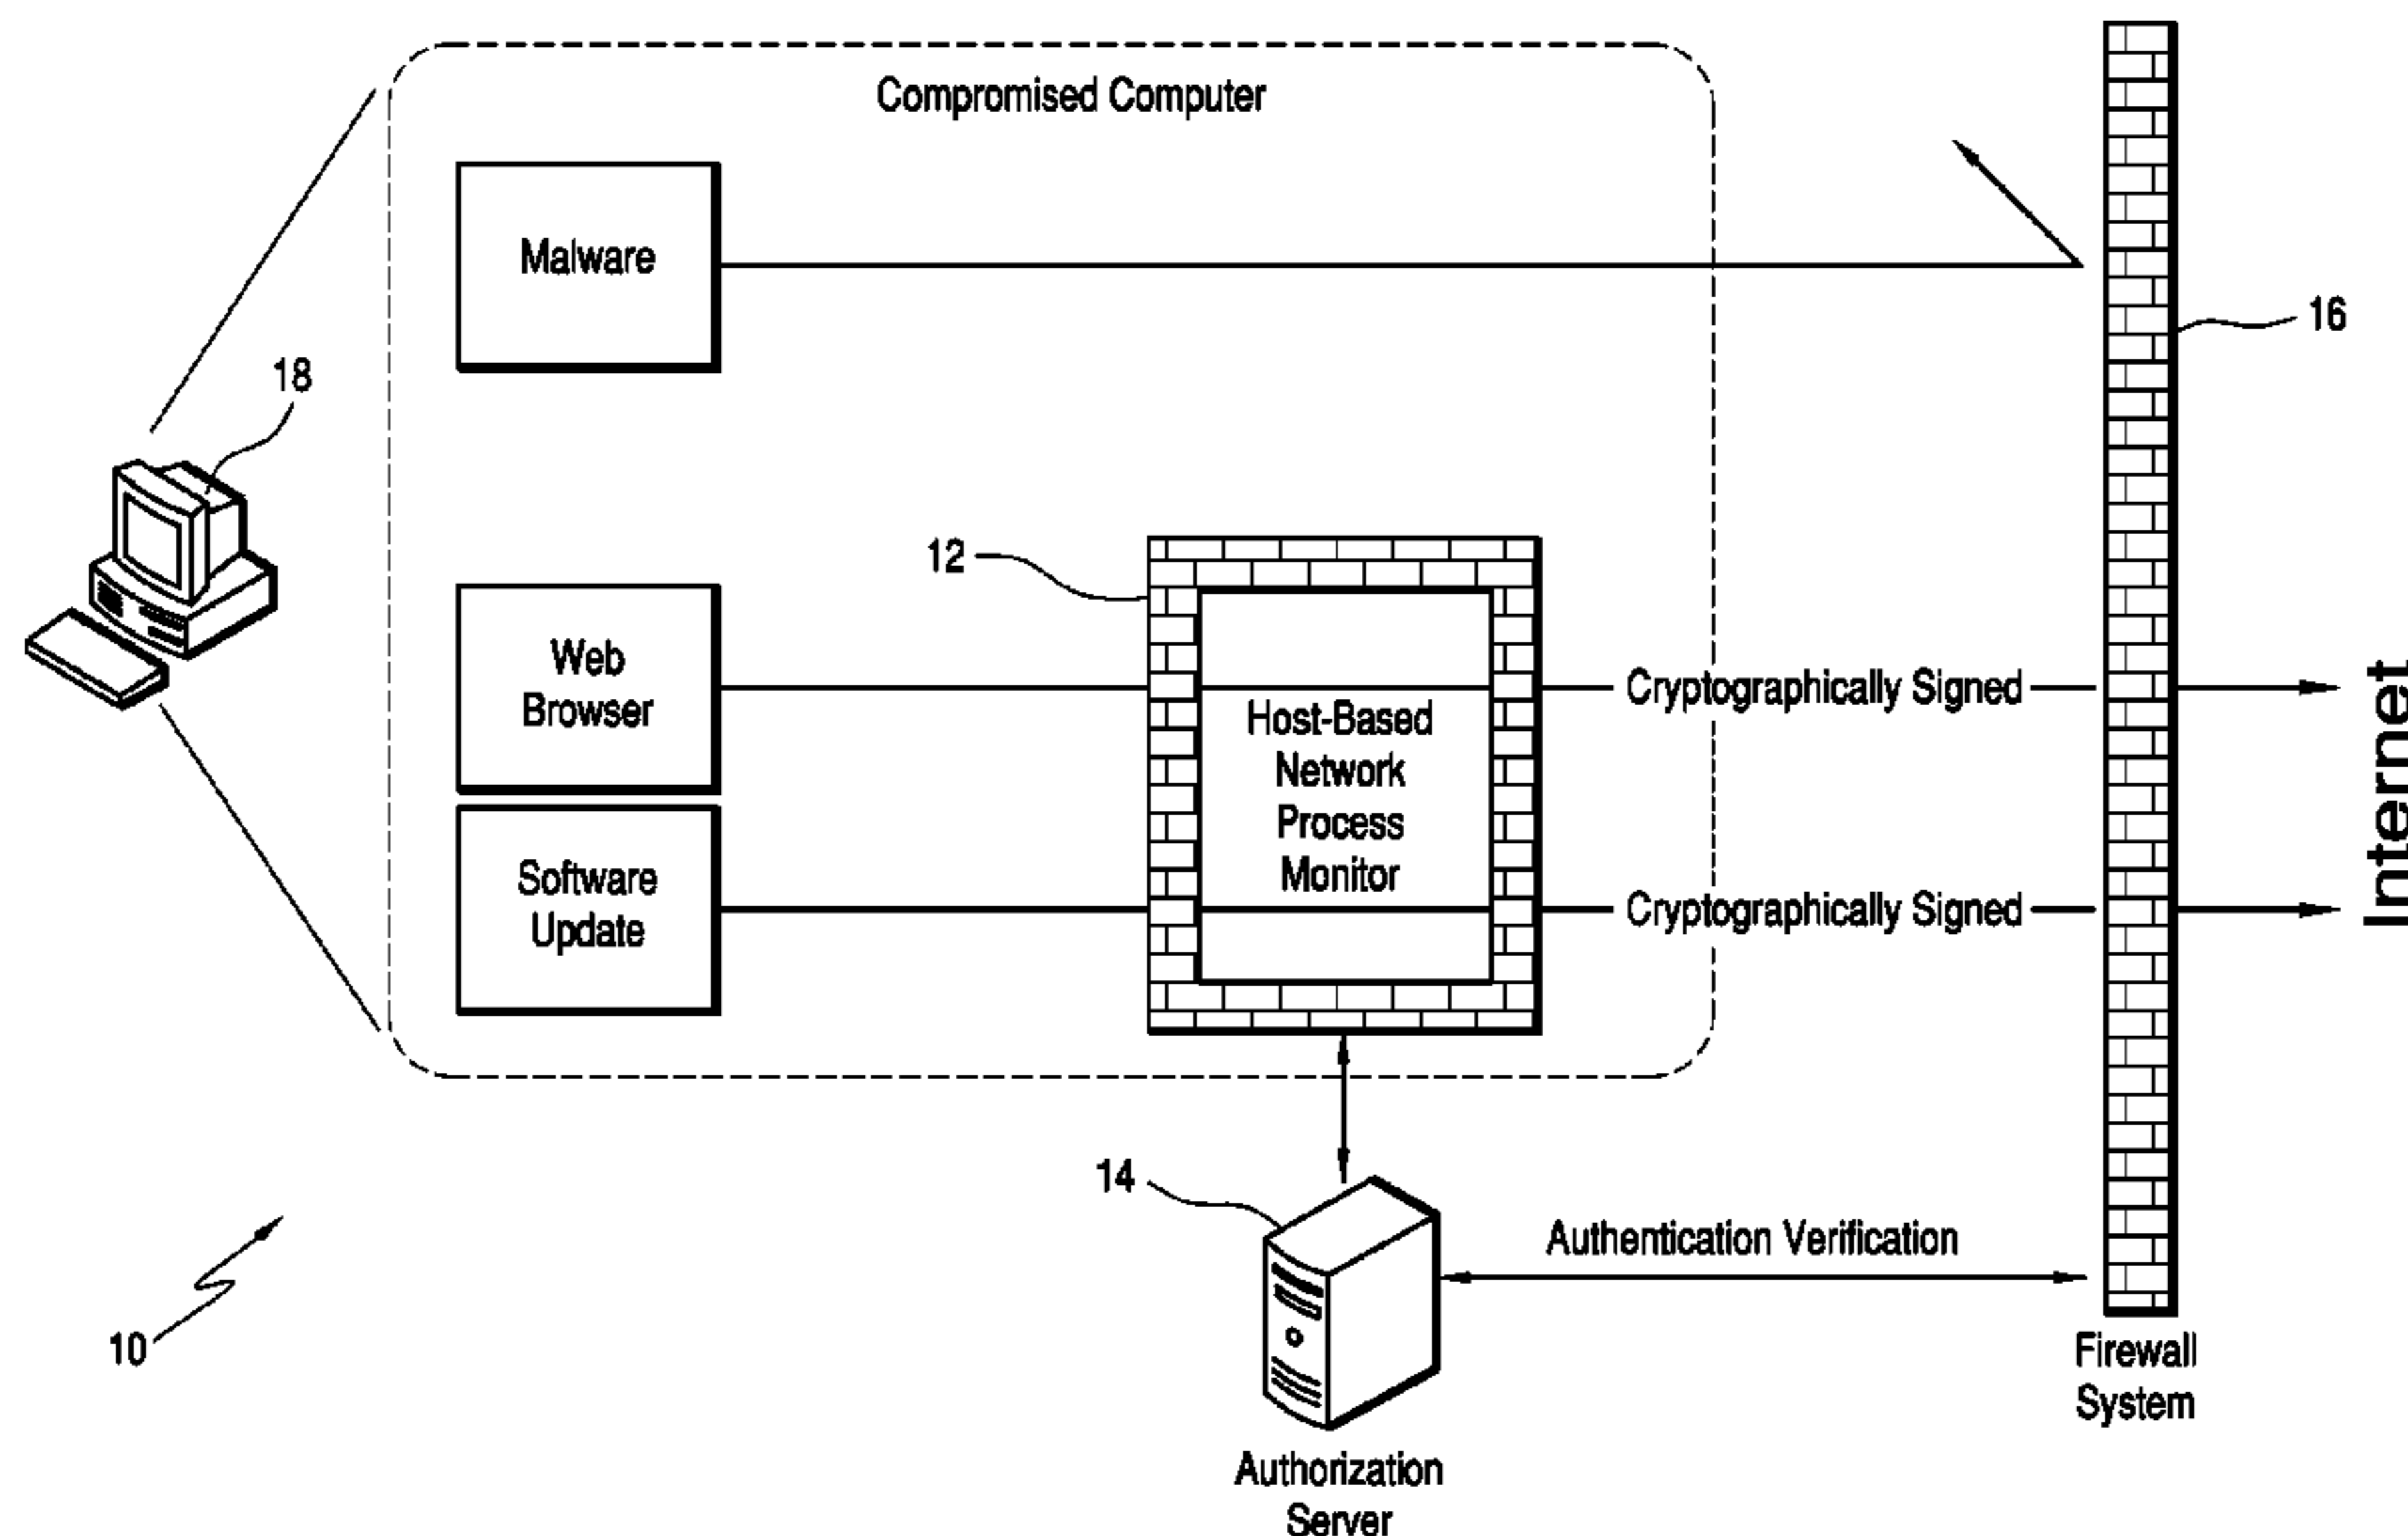 Compromised Computer
Malware
16
18
12
Web
Browser
Cryptographically Signed
Host-Based
Network
Process
Monitor
Software
Update
Cryptographically Signed
Internet
14
Authentication Verification
10
Firewall
System
Authorization
Server